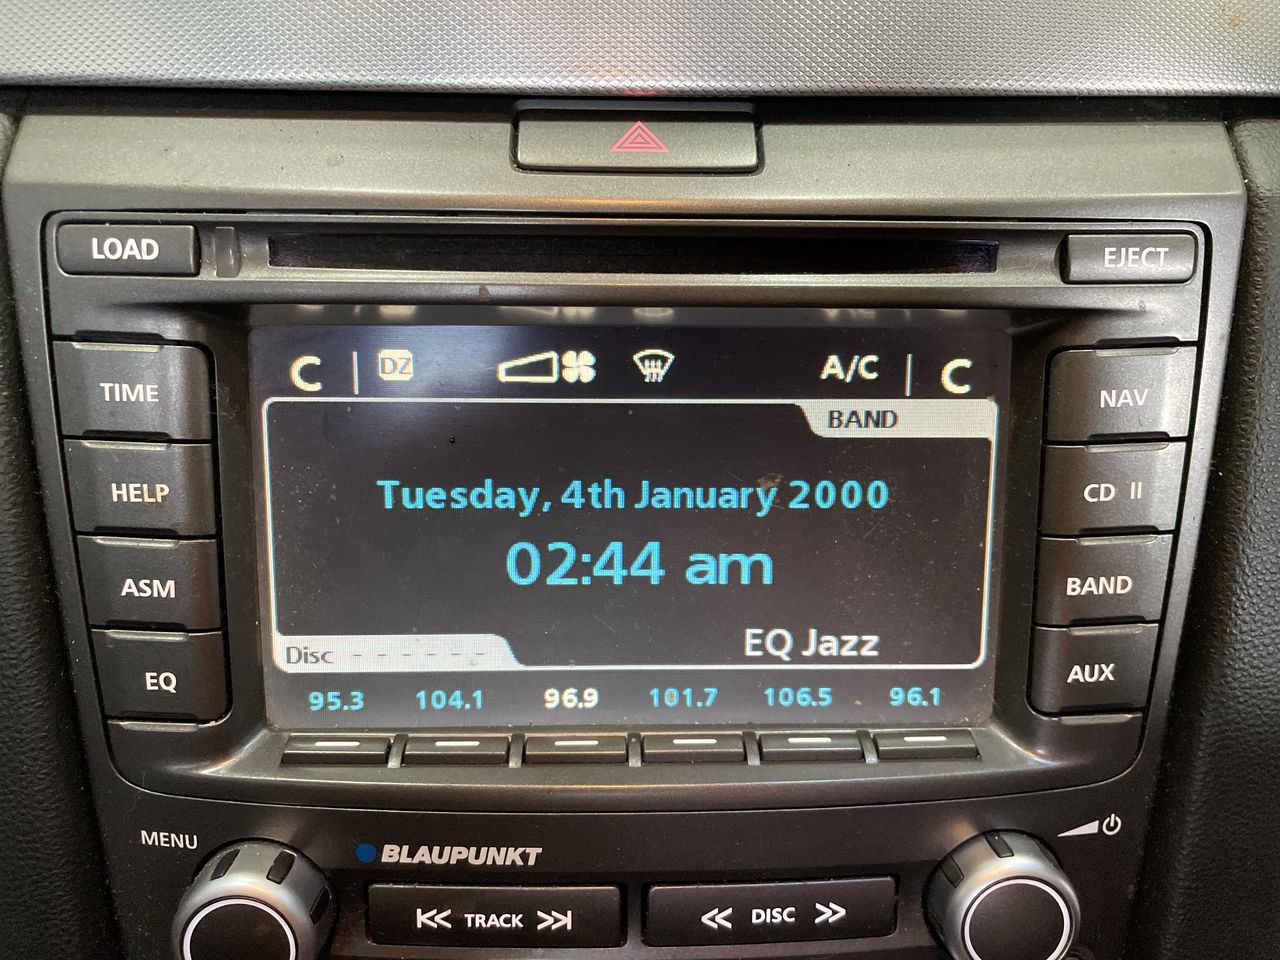 LOAD
EJECT
C DZ A/C C
BAND
TIME
NAV
Tuesday, 4th January 2000
HELP
CD II
02:44 am
ASM
BAND
EQ Jazz
Disc - - - - - -
EQ
AUX
95.3 104.1 96.9 101.7 106.5 96.1
MENU
BLAUPUNKT
TRACK
DISC